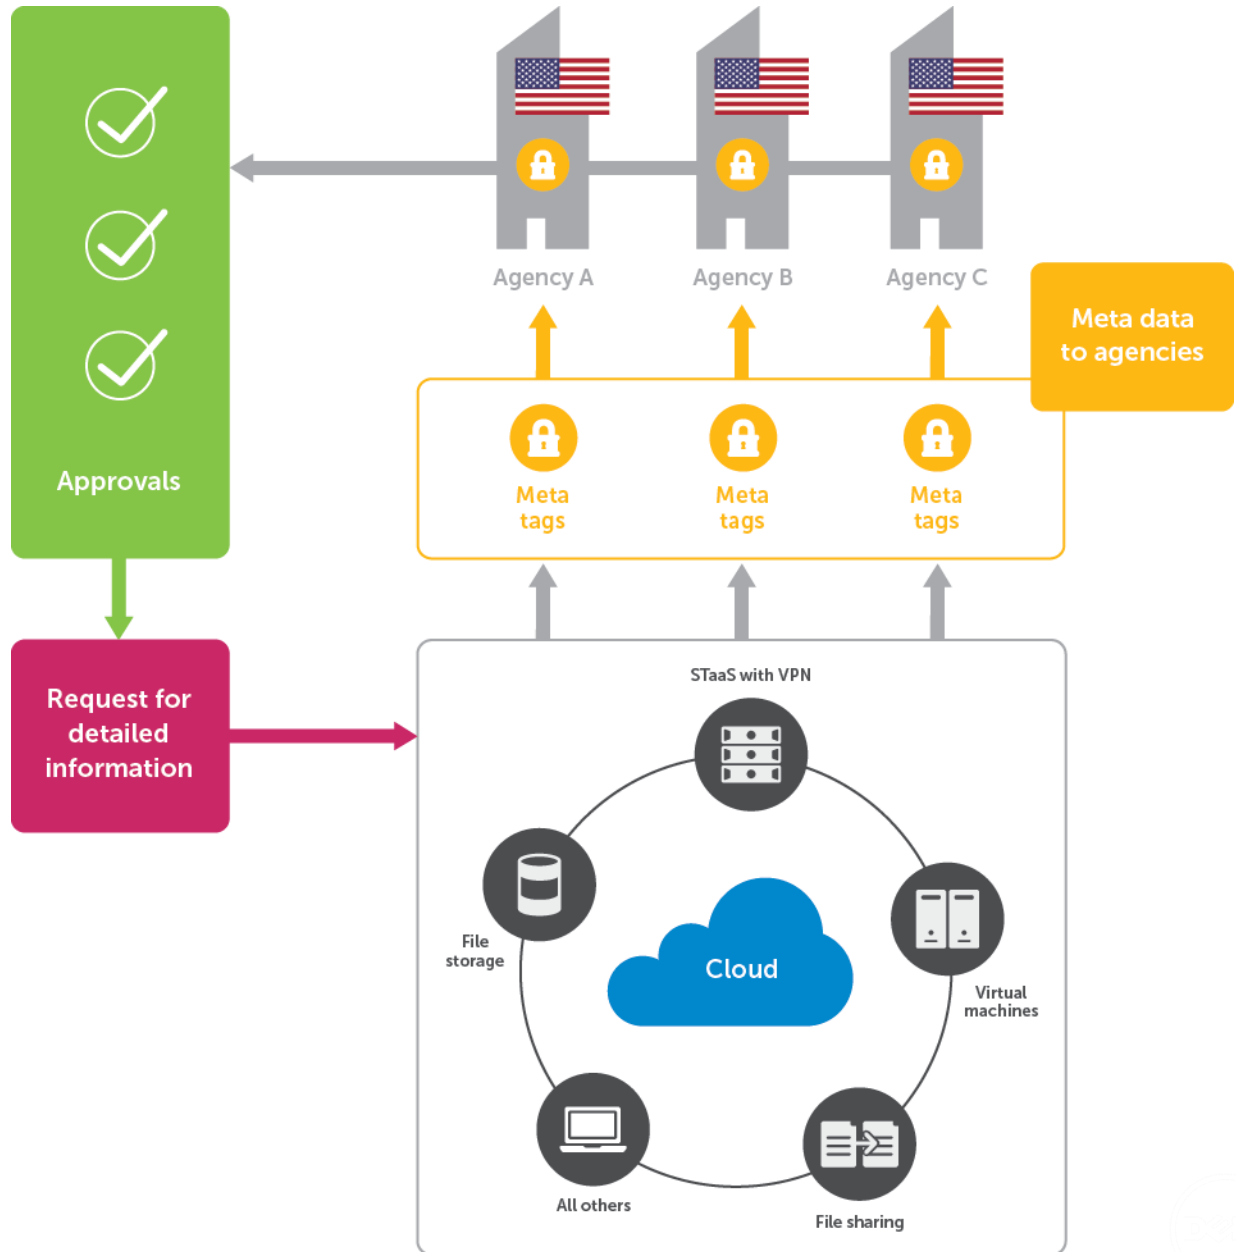 Agency A
Agency B
Agency C
Meta data
to agencies
Approvals
Meta
tags
Meta
tags
Meta
tags
Request for
detailed
information
STaaS with VPN
File
storage
Cloud
Virtual
machines
All others
File sharing